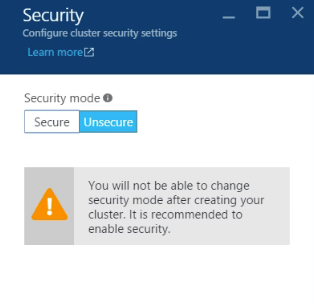 Security
Configure cluster security settings
Learn more
Security mode
Secure Unsecure
You will not be able to change
security mode after creating your
cluster. It is recommended to
enable security.